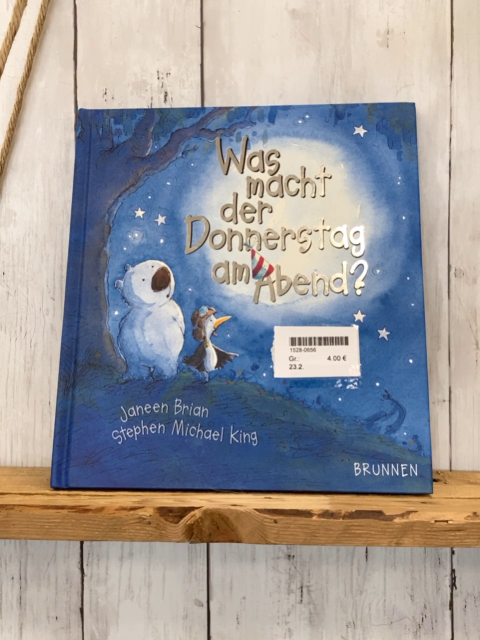 Was
macht
der
Donnerstag
am Abend?
1528-0656
Gr.: 4.00 €
23.2.
Janeen Brian
Stephen Michael King
BRUNNEN